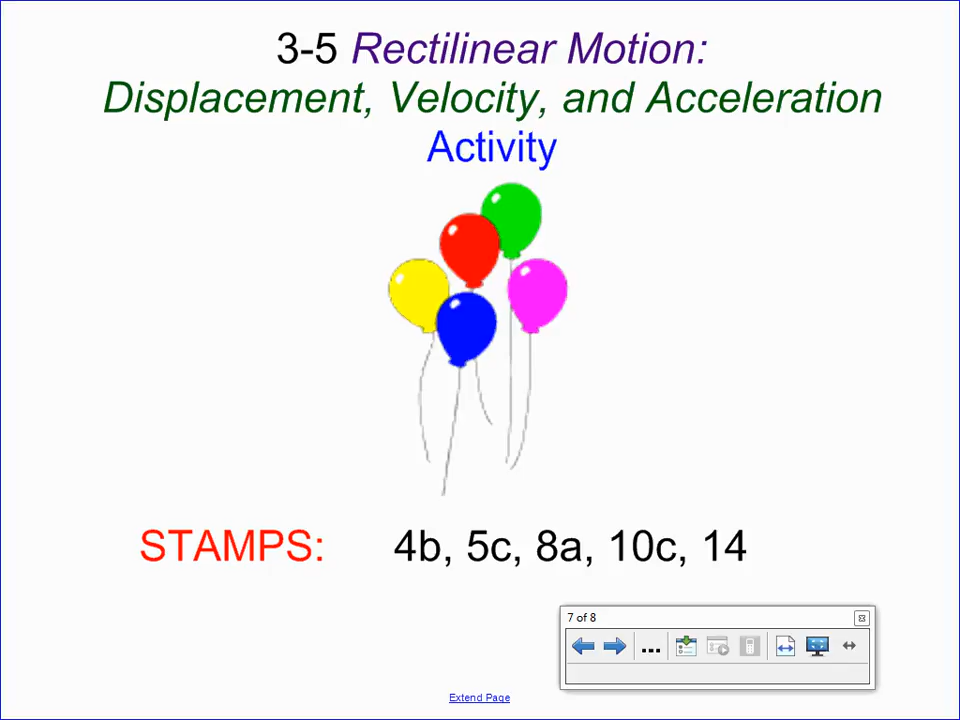 3-5 Rectilinear Motion:
Displacement, Velocity, and Acceleration
Activity
STAMPS: 4b, 5c, 8a, 10c, 14
7 of 8
...
Extend Page